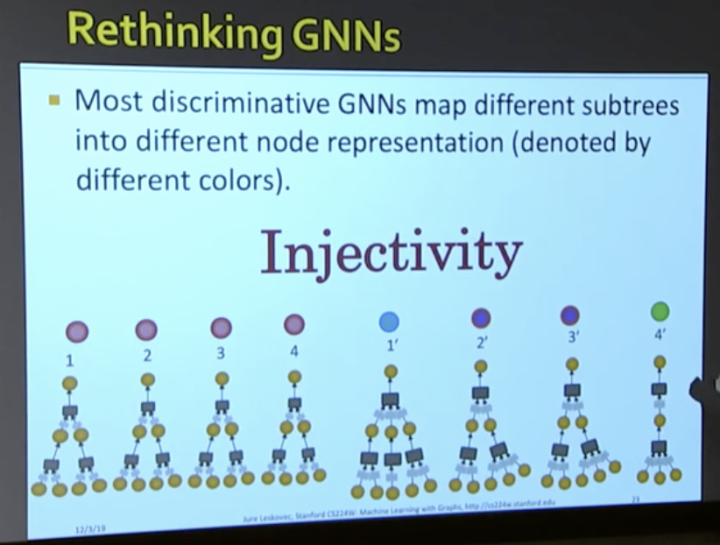 Rethinking GNNs
Most discriminative GNNs map different subtrees
into different node representation (denoted by
different colors).
Injectivity
1 2 3 4 1' 2' 3' 4'
12/3/19 Jure Leskovec, Stanford CS224W: Machine Learning with Graphs, http://cs224w.stanford.edu 23